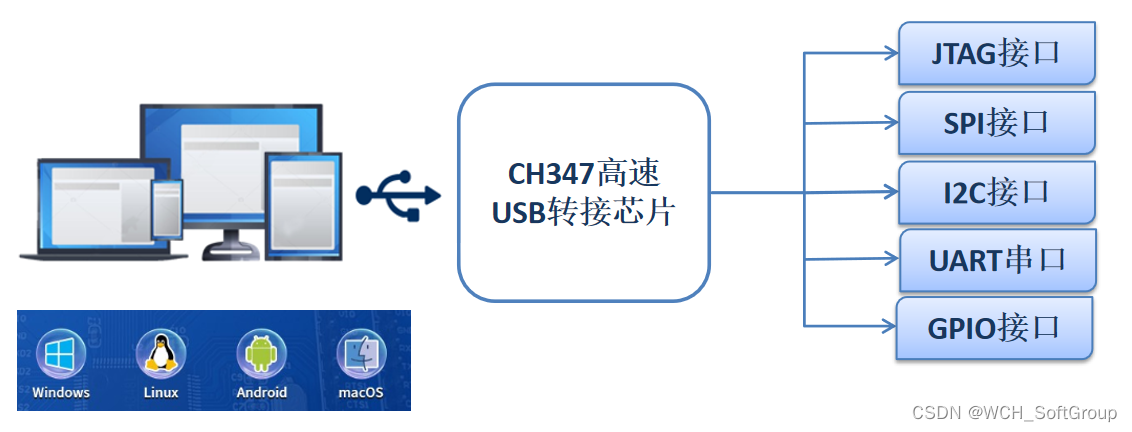 JTAG接口
SPI接口
CH347高速
USB转接芯片
I2C接口
UART串口
GPIO接口
Windows
Linux
Android
macOS
CSDN @WCH_SoftGroup